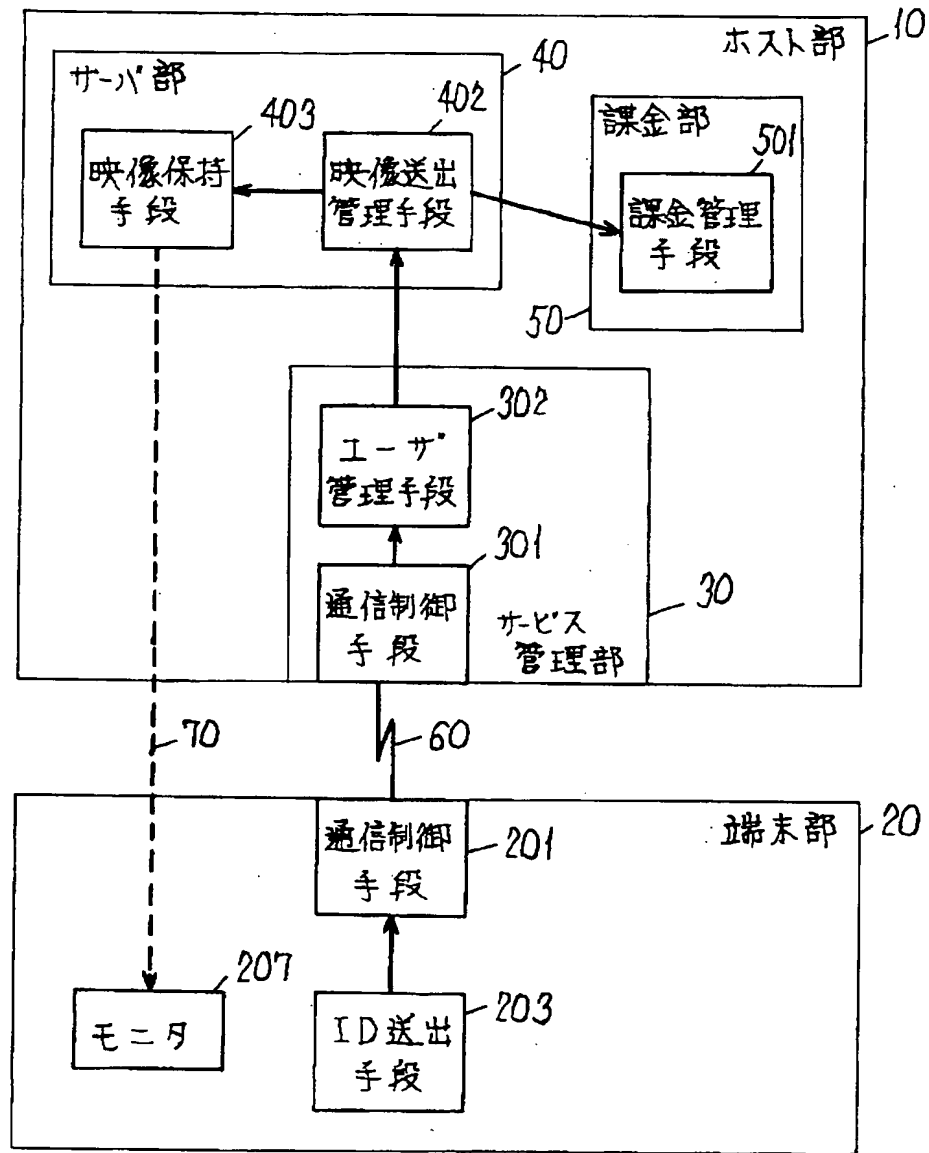 ホスト部
10
サーバ部
40
403
402
映像保持
手段
映像送出
管理手段
課金部
501
課金管理
手段
50
302
ユーザ
管理手段
301
通信制御
手段
サービス
管理部
30
70
60
端末部
20
通信制御
手段
201
207
モニタ
ID送出
手段
203